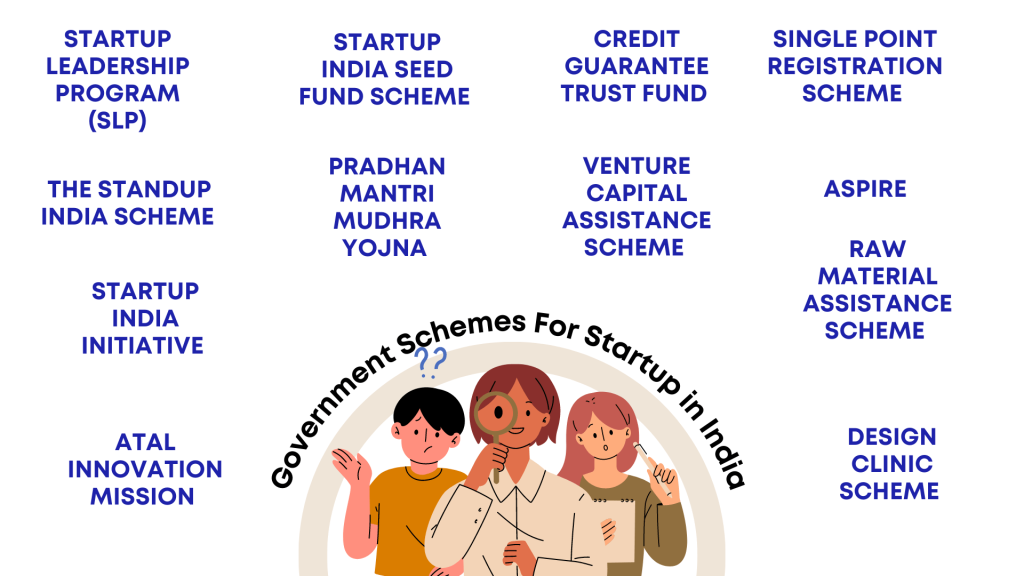 STARTUP
LEADERSHIP
PROGRAM
(SLP)
STARTUP
INDIA SEED
FUND SCHEME
CREDIT
GUARANTEE
TRUST FUND
SINGLE POINT
REGISTRATION
SCHEME
THE STANDUP
INDIA SCHEME
PRADHAN
MANTRI
MUDHRA
YOJNA
VENTURE
CAPITAL
ASSISTANCE
SCHEME
ASPIRE
STARTUP
INDIA
INITIATIVE
RAW
MATERIAL
ASSISTANCE
SCHEME
Government Schemes For Startup in India
??
ATAL
INNOVATION
MISSION
DESIGN
CLINIC
SCHEME